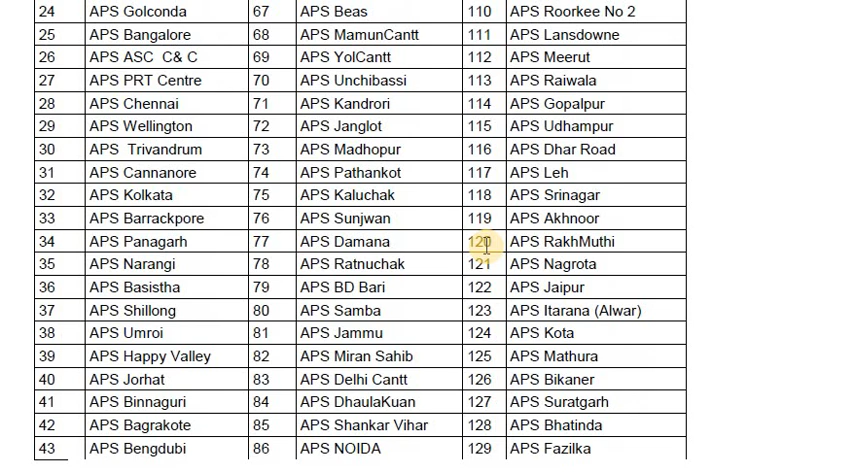 24 APS Golconda 67 APS Beas 110 APS Roorkee No 2
25 APS Bangalore 68 APS MamunCantt 111 APS Lansdowne
26 APS ASC C& C 69 APS YolCantt 112 APS Meerut
27 APS PRT Centre 70 APS Unchibassi 113 APS Raiwala
28 APS Chennai 71 APS Kandrori 114 APS Gopalpur
29 APS Wellington 72 APS Janglot 115 APS Udhampur
30 APS Trivandrum 73 APS Madhopur 116 APS Dhar Road
31 APS Cannanore 74 APS Pathankot 117 APS Leh
32 APS Kolkata 75 APS Kaluchak 118 APS Srinagar
33 APS Barrackpore 76 APS Sunjwan 119 APS Akhnoor
34 APS Panagarh 77 APS Damana 120 APS RakhMuthi
35 APS Narangi 78 APS Ratnuchak 121 APS Nagrota
36 APS Basistha 79 APS BD Bari 122 APS Jaipur
37 APS Shillong 80 APS Samba 123 APS Itarana (Alwar)
38 APS Umroi 81 APS Jammu 124 APS Kota
39 APS Happy Valley 82 APS Miran Sahib 125 APS Mathura
40 APS Jorhat 83 APS Delhi Cantt 126 APS Bikaner
41 APS Binnaguri 84 APS DhaulaKuan 127 APS Suratgarh
42 APS Bagrakote 85 APS Shankar Vihar 128 APS Bhatinda
43 APS Bengdubi 86 APS NOIDA 129 APS Fazilka